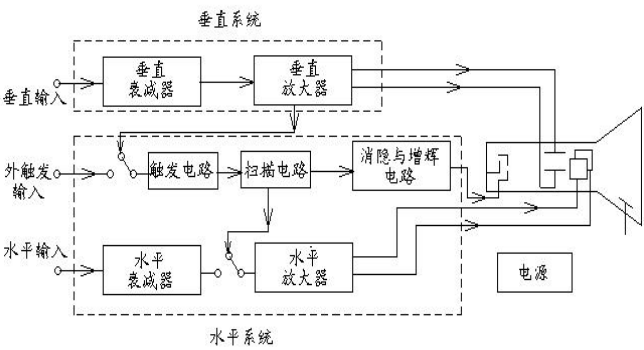 垂直系统
垂直输入
垂直
衰减器
垂直
放大器
外触发
输入
触发电路
扫描电路
消隐与增辉
电路
水平输入
水平
衰减器
水平
放大器
电源
水平系统